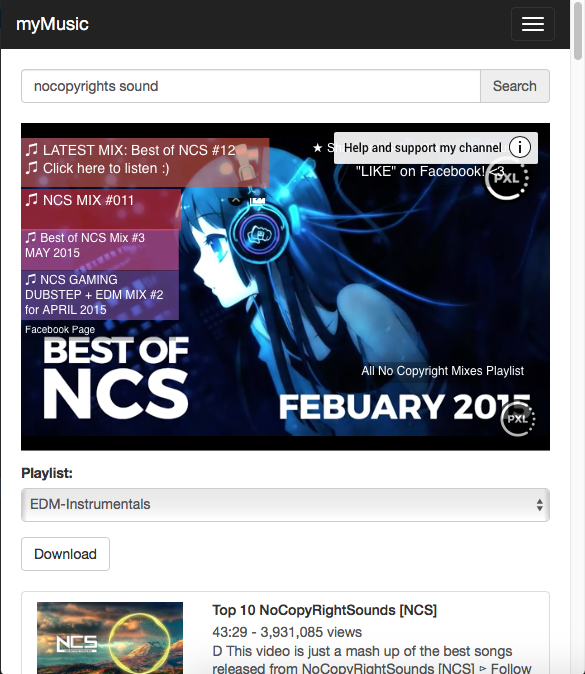 myMusic
nocopyrights sound
Search
♫ LATEST MIX: Best of NCS #12
♫ Click here to listen :)
Help and support my channel
"LIKE" on Facebook! <3
PXL
♫ NCS MIX #011
♫ Best of NCS Mix #3
MAY 2015
♫ NCS GAMING
DUBSTEP + EDM MIX #2
for APRIL 2015
Facebook Page
BEST OF
NCS
All No Copyright Mixes Playlist
FEBUARY 2015
PXL
Playlist:
EDM-Instrumentals
Download
NCS
Top 10 NoCopyRightSounds [NCS]
43:29 - 3,931,085 views
D This video is just a mash up of the best songs
released from NoCopyRightSounds [NCS] ▹ Follow